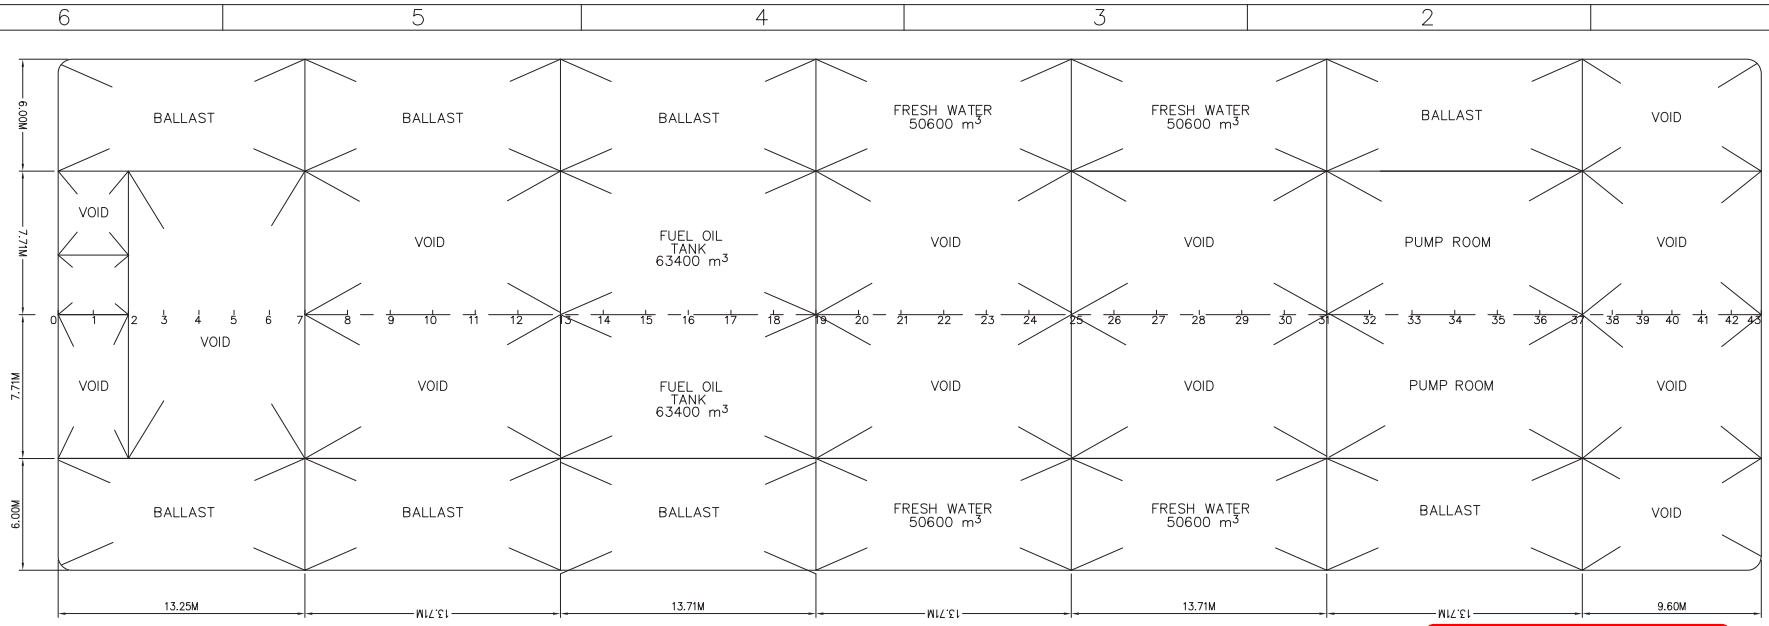 6 5 4 3 2
BALLAST BALLAST BALLAST FRESH WATER FRESH WATER BALLAST VOID
50600 m³ 50600 m³
6.00M
VOID
VOID FUEL OIL VOID VOID PUMP ROOM VOID
TANK
63400 m³
7.71M
0 1 2 3 4 5 6 7 8 9 10 11 12 13 14 15 16 17 18 19 20 21 22 23 24 25 26 27 28 29 30 31 32 33 34 35 36 37 38 39 40 41 42 43
VOID
VOID VOID FUEL OIL VOID VOID PUMP ROOM VOID
TANK
63400 m³
7.71M
BALLAST BALLAST BALLAST FRESH WATER FRESH WATER BALLAST VOID
50600 m³ 50600 m³
6.00M
13.25M 13.71M 13.71M 13.71M 13.71M 13.71M 9.60M